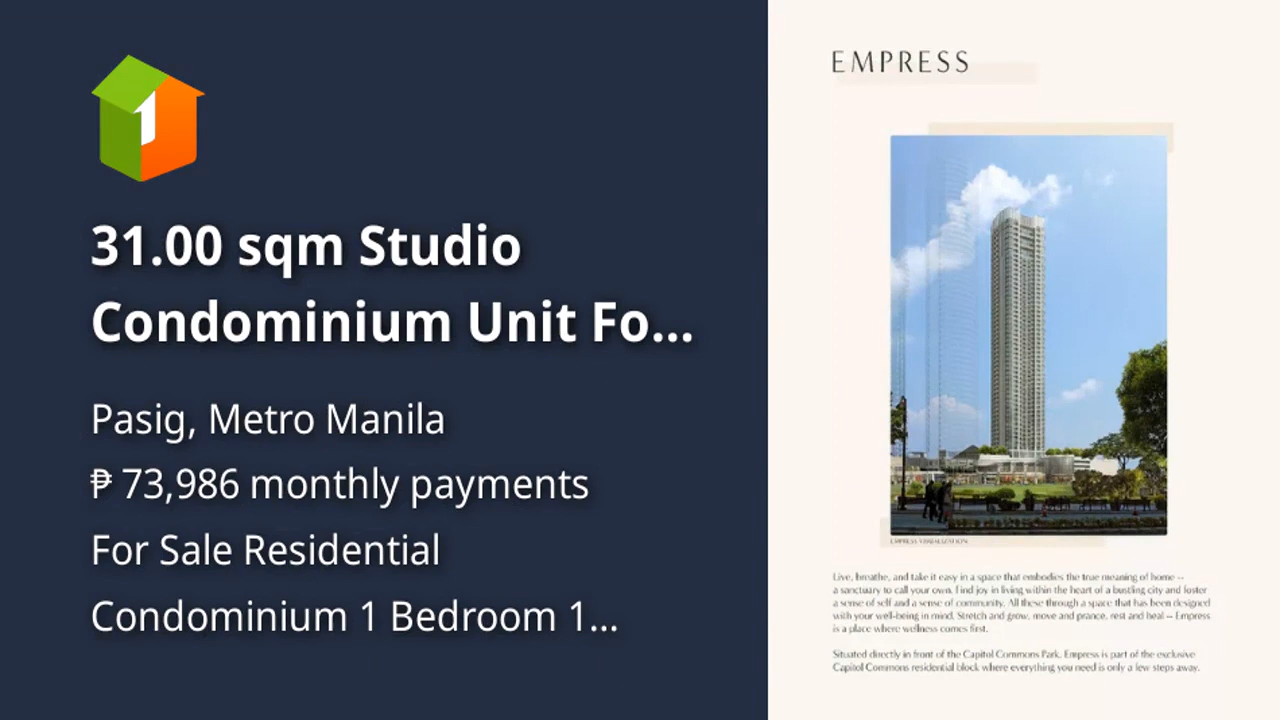 31.00 sqm Studio
Condominium Unit Fo...
Pasig, Metro Manila
₱ 73,986 monthly payments
For Sale Residential
Condominium 1 Bedroom 1...
EMPRESS
EMPRESS VISUALIZATION
Live, breathe, and take it easy in a space that embodies the true meaning of home --
a sanctuary to call your own. Find joy in living within the heart of a bustling city and foster
a sense of self and a sense of community. All these through a space that has been designed
with your well-being in mind. Stretch and grow, move and prance, rest and heal -- Empress
is a place where wellness comes first.
Situated directly in front of the Capitol Commons Park, Empress is part of the exclusive
Capitol Commons residential block where everything you need is only a few steps away.